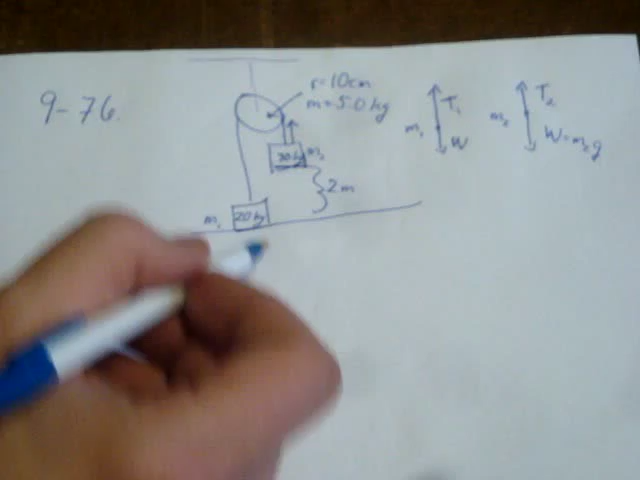 9-76.
r=10cm
m=5.0 kg
30 kg m₂
2m
m₁ 20 kg
m₁ T₁ W
m₂ T₂ W=m₂g